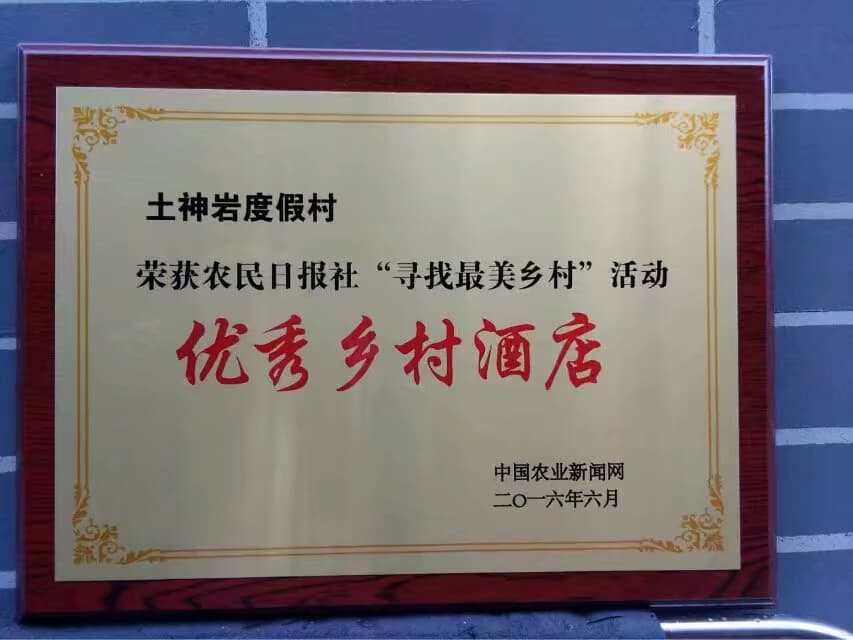 土神岩度假村
荣获农民日报社“寻找最美乡村”活动
优秀乡村酒店
中国农业新闻网
二〇一六年六月